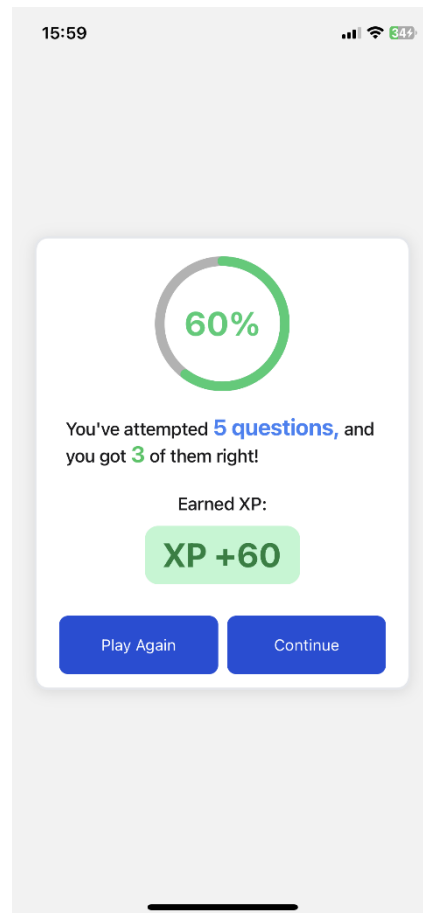 15:59
34
60%
You've attempted 5 questions, and
you got 3 of them right!
Earned XP:
XP +60
Play Again
Continue